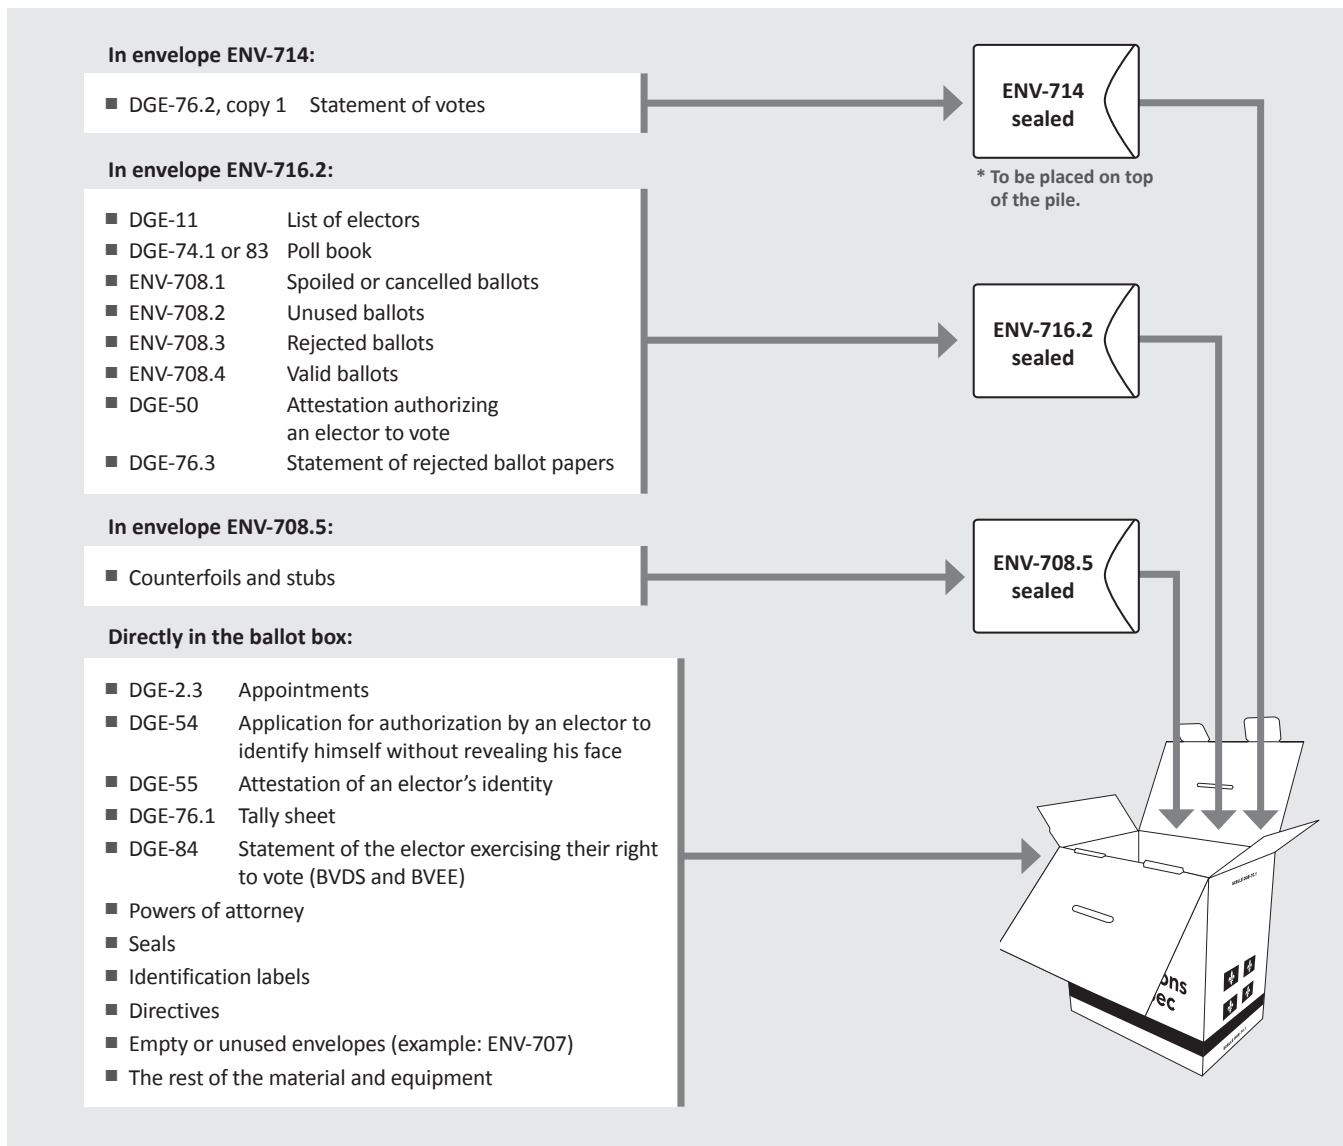 In envelope ENV-714:
■ DGE-76.2, copy 1 Statement of votes
ENV-714
sealed
* To be placed on top
of the pile.
In envelope ENV-716.2:
■ DGE-11 List of electors
■ DGE-74.1 or 83 Poll book
■ ENV-708.1 Spoiled or cancelled ballots
■ ENV-708.2 Unused ballots
■ ENV-708.3 Rejected ballots
■ ENV-708.4 Valid ballots
■ DGE-50 Attestation authorizing
an elector to vote
■ DGE-76.3 Statement of rejected ballot papers
ENV-716.2
sealed
In envelope ENV-708.5:
■ Counterfoils and stubs
ENV-708.5
sealed
Directly in the ballot box:
■ DGE-2.3 Appointments
■ DGE-54 Application for authorization by an elector to
identify himself without revealing his face
■ DGE-55 Attestation of an elector's identity
■ DGE-76.1 Tally sheet
■ DGE-84 Statement of the elector exercising their right
to vote (BVDS and BVEE)
■ Powers of attorney
■ Seals
■ Identification labels
■ Directives
■ Empty or unused envelopes (example: ENV-707)
■ The rest of the material and equipment
ons
ec